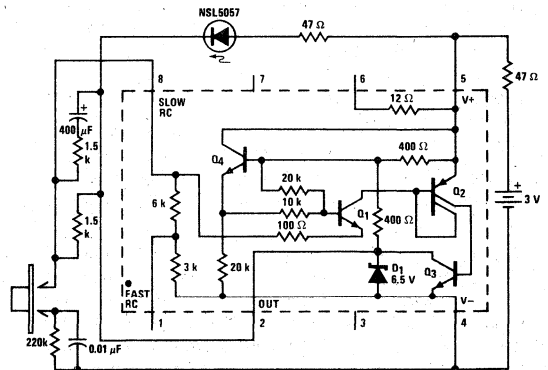 NSL5057
47 Ω
47 Ω
8
7
6
5
SLOW
RC
12 Ω
V+
+
400 µF
1.5
k
Q4
400 Ω
20 k
Q2
+
3 V
6 k
10 k
Q1
400 Ω
100 Ω
1.5
k
3 k
20 k
D1
6.5 V
Q3
FAST
RC
OUT
V–
220k
0.01 µF
1
2
3
4